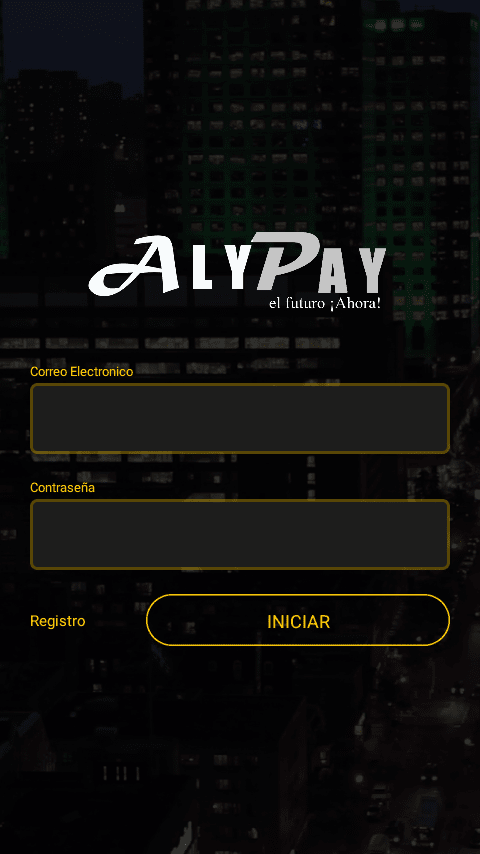 ALYPAY
el futuro ¡Ahora!
Correo Electronico
Contraseña
Registro
INICIAR